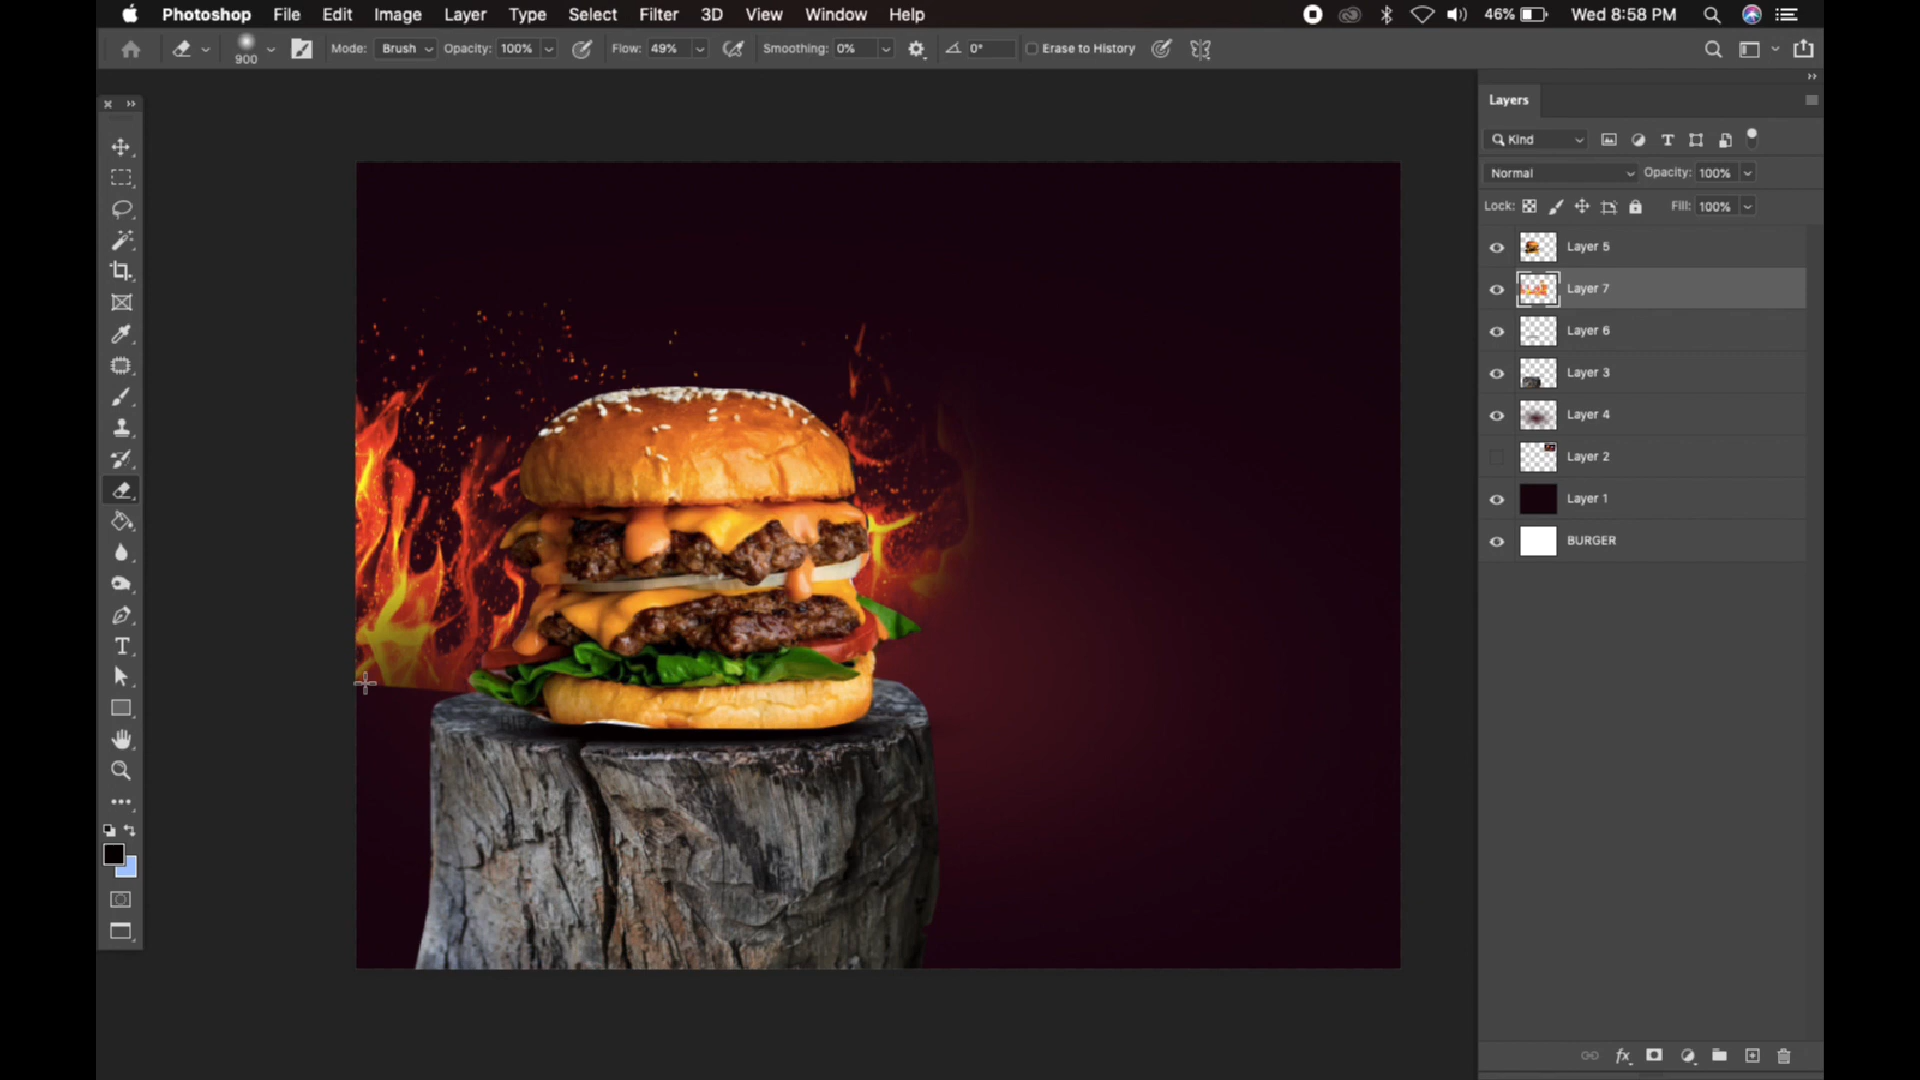 Photoshop File Edit Image Layer Type Select Filter 3D View Window Help 46% Wed 8:58 PM
900 Mode: Brush Opacity: 100% Flow: 49% Smoothing: 0% 0° Erase to History
Layers
Kind
Normal Opacity: 100%
Lock: Fill: 100%
Layer 5
Layer 7
Layer 6
Layer 3
Layer 4
Layer 2
Layer 1
BURGER